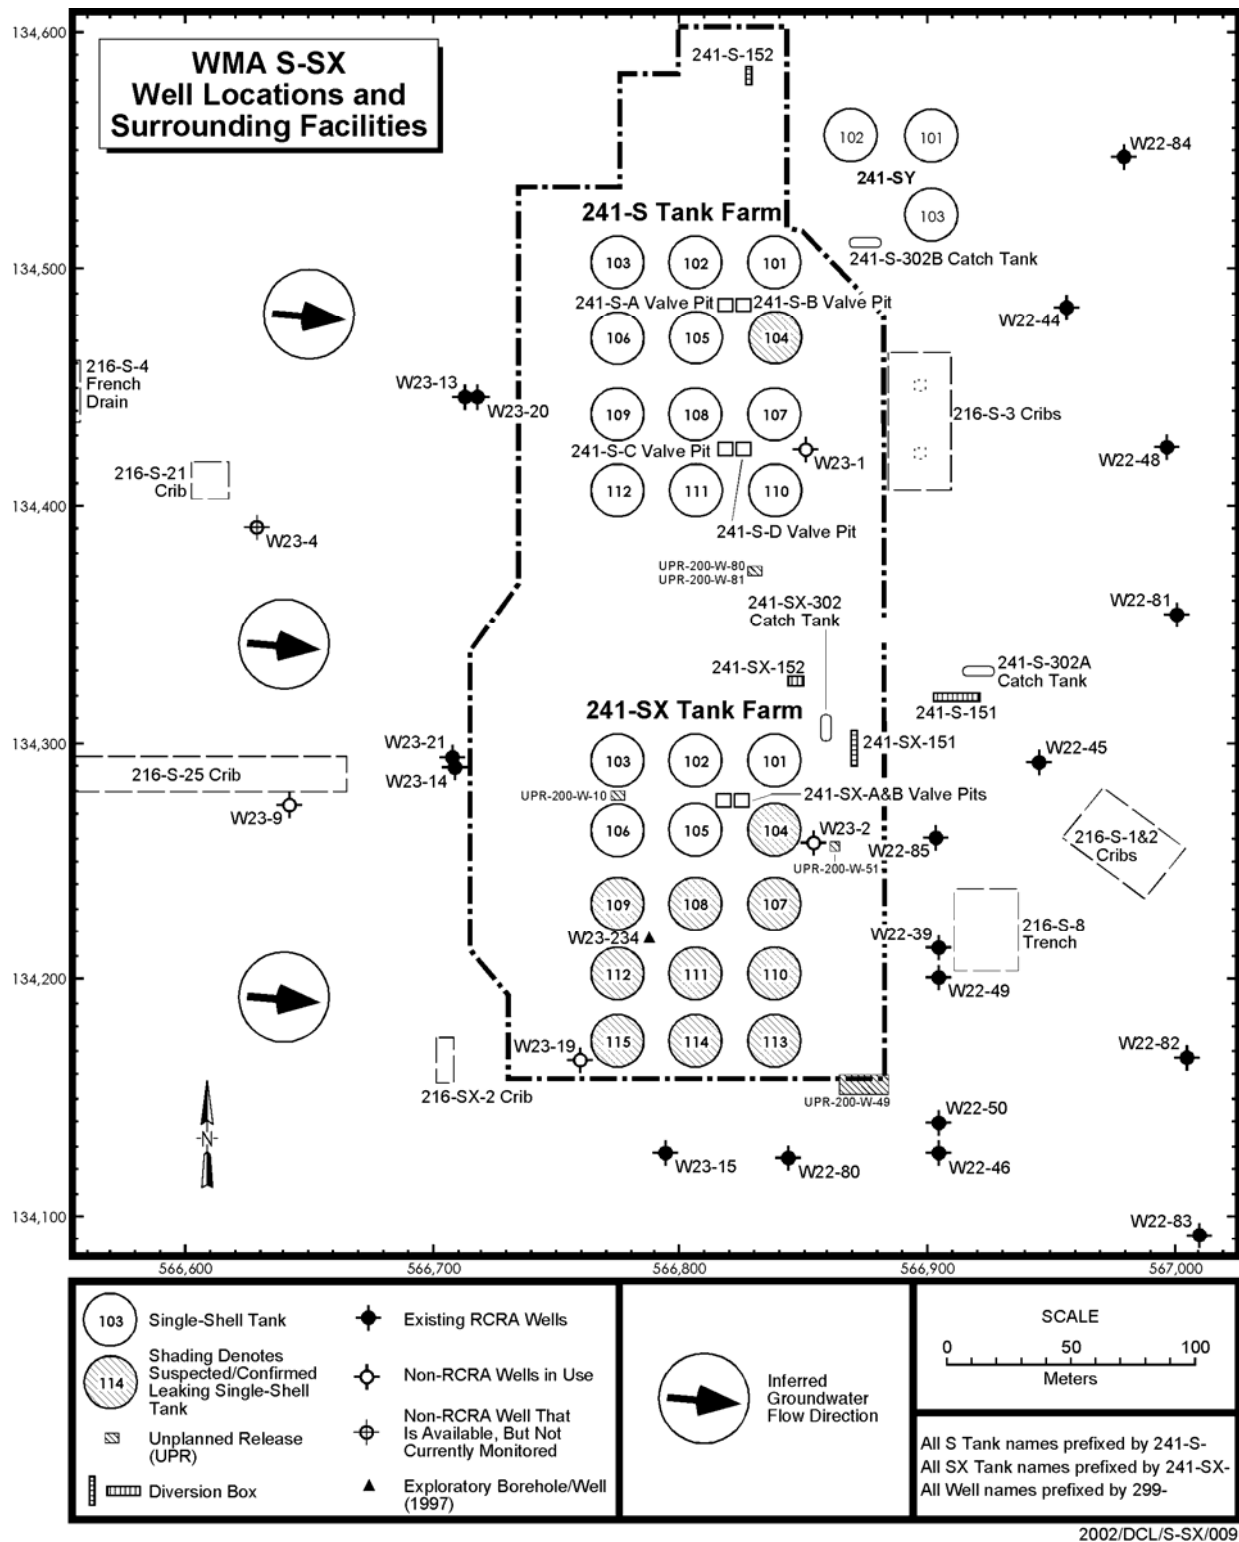 WMA S-SX
Well Locations and
Surrounding Facilities
134,600
134,500
134,400
134,300
134,200
134,100
566,600
566,700
566,800
566,900
567,000
241-S-152
102
101
241-SY
103
W22-84
241-S Tank Farm
241-S-302B Catch Tank
103
102
101
241-S-A Valve Pit
241-S-B Valve Pit
106
105
104
W22-44
216-S-4
French
Drain
W23-13
W23-20
109
108
107
216-S-3 Cribs
241-S-C Valve Pit
W23-1
W22-48
216-S-21
Crib
112
111
110
W23-4
241-S-D Valve Pit
UPR-200-W-80
UPR-200-W-81
241-SX-302
Catch Tank
W22-81
241-SX-152
241-S-302A
Catch Tank
241-SX Tank Farm
241-S-151
W23-21
W23-14
103
102
101
241-SX-151
W22-45
216-S-25 Crib
UPR-200-W-10
241-SX-A&B Valve Pits
W23-9
106
105
104
W23-2
W22-85
216-S-1&2
Cribs
UPR-200-W-51
109
108
107
W23-234
W22-39
216-S-8
Trench
112
111
110
W22-49
W23-19
115
114
113
W22-82
216-SX-2 Crib
UPR-200-W-49
N
W22-50
W23-15
W22-80
W22-46
W22-83
103
Single-Shell Tank
114
Shading Denotes
Suspected/Confirmed
Leaking Single-Shell
Tank
Unplanned Release
(UPR)
Diversion Box
Existing RCRA Wells
Non-RCRA Wells in Use
Non-RCRA Well That
Is Available, But Not
Currently Monitored
Exploratory Borehole/Well
(1997)
Inferred
Groundwater
Flow Direction
SCALE
0 50 100
Meters
All S Tank names prefixed by 241-S-
All SX Tank names prefixed by 241-SX-
All Well names prefixed by 299-
2002/DCL/S-SX/009